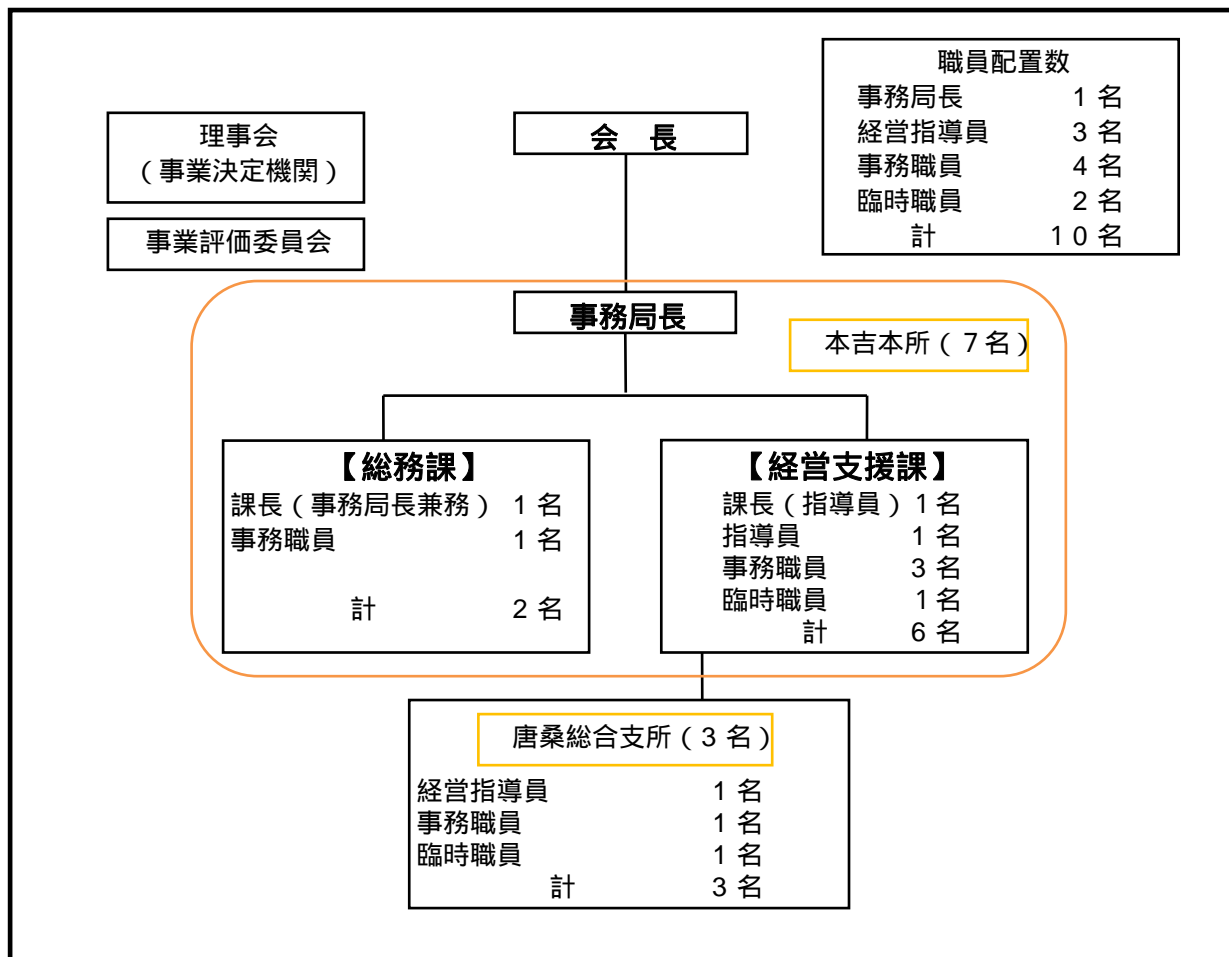 職員配置数
事務局長 1 名
経営指導員 3 名
事務職員 4 名
臨時職員 2 名
計 1 0 名
理事会
（事業決定機関）
事業評価委員会
会 長
事務局長
本吉本所（ 7 名）
【総務課】
課長（事務局長兼務） 1 名
事務職員 1 名
計 2 名
【経営支援課】
課長（指導員） 1 名
指導員 1 名
事務職員 3 名
臨時職員 1 名
計 6 名
唐桑総合支所（ 3 名）
経営指導員 1 名
事務職員 1 名
臨時職員 1 名
計 3 名